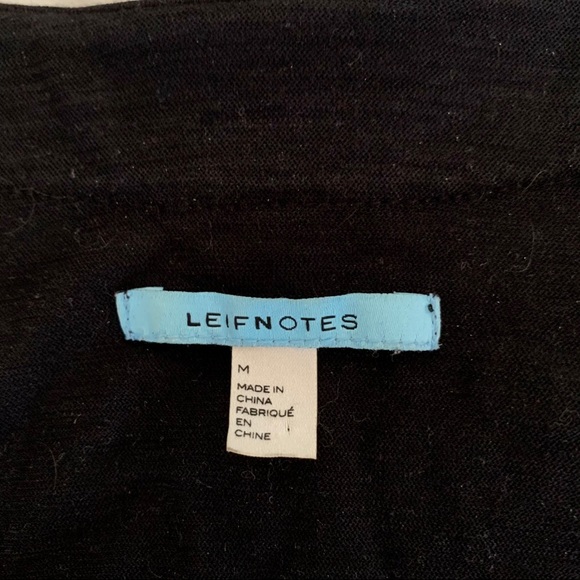 LEIFNOTES
M
MADE IN
CHINA
FABRIQUÉ
EN
CHINE